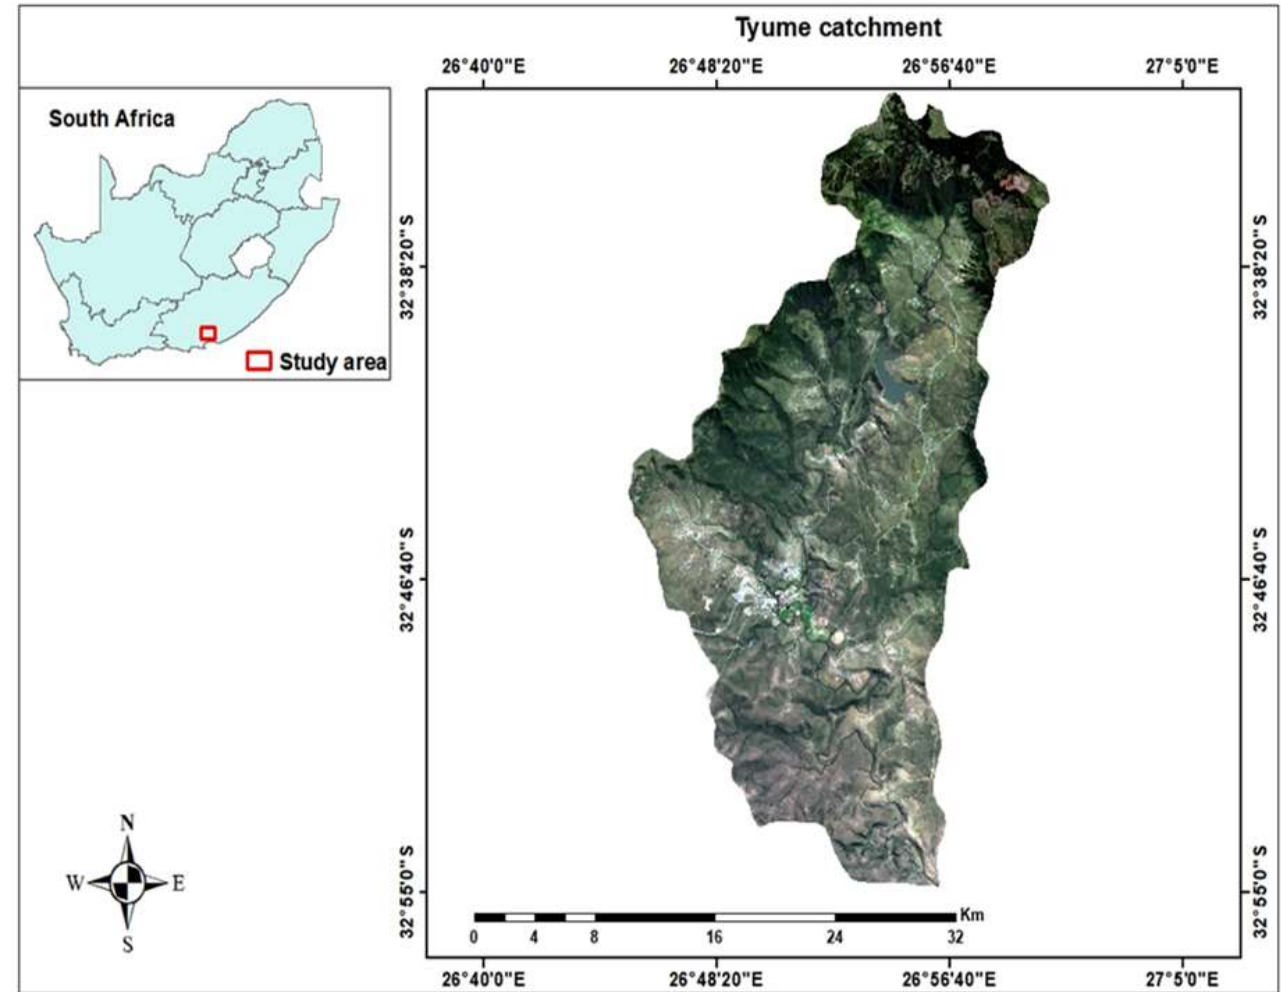 Tyume catchment
26°40'0"E 26°48'20"E 26°56'40"E 27°5'0"E
South Africa
Study area
32°38'20" S 32°38'20" S
32°46'40" S 32°46'40" S
32°55'0" S 32°55'0" S
N
W E
S
Km
0 4 8 16 24 32
26°40'0"E 26°48'20"E 26°56'40"E 27°5'0"E